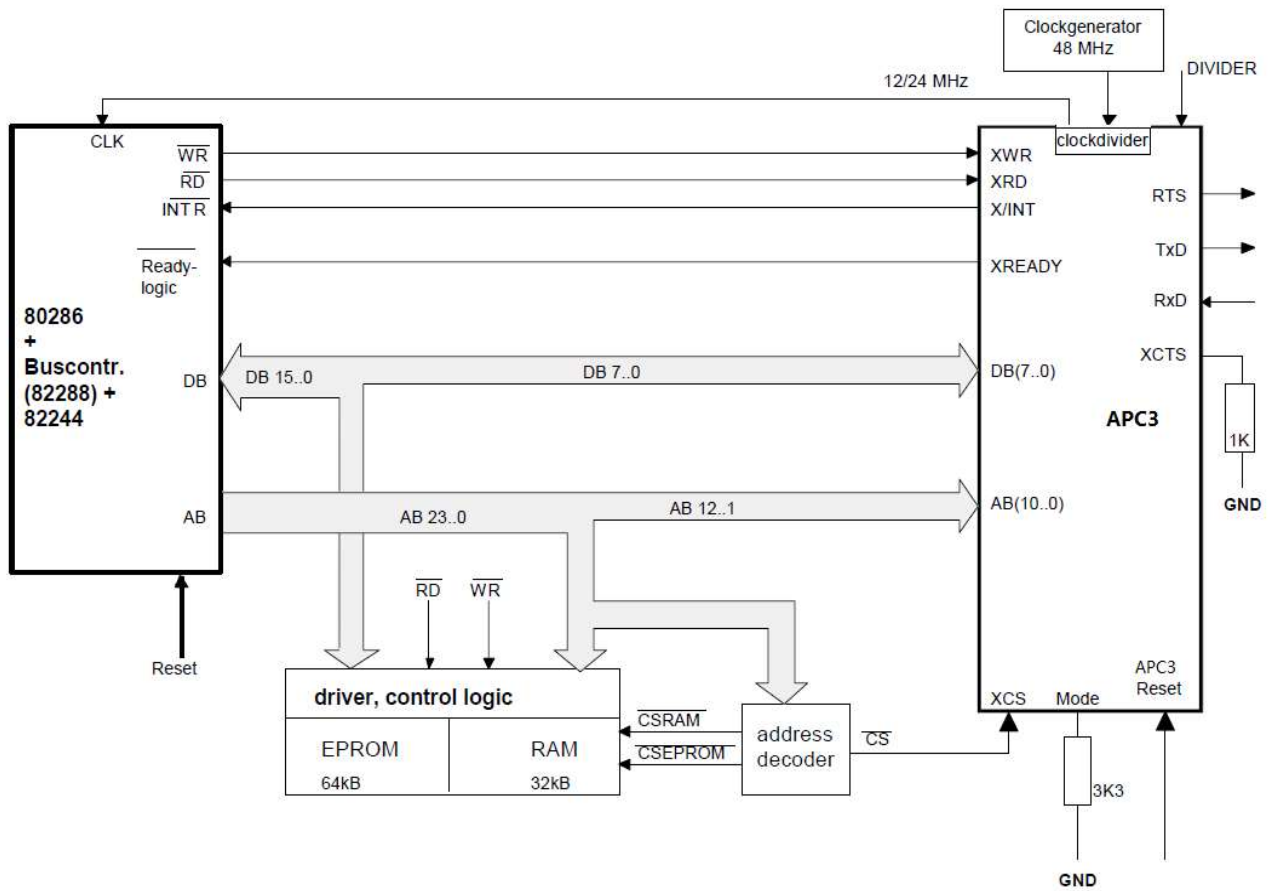 Clockgenerator
48 MHz
DIVIDER
12/24 MHz
CLK
clockdivider
WR
XWR
RD
XRD
RTS
INTR
X/INT
TxD
Ready-
logic
XREADY
RxD
80286
+
Buscontr.
(82288) +
82244
XCTS
DB
DB 15..0
DB 7..0
DB(7..0)
APC3
1K
GND
AB
AB 23..0
AB 12..1
AB(10..0)
RD
WR
Reset
APC3
Reset
driver, control logic
XCS
Mode
CSRAM
address
decoder
EPROM
RAM
CS
CSEPROM
64kB
32kB
3K3
GND